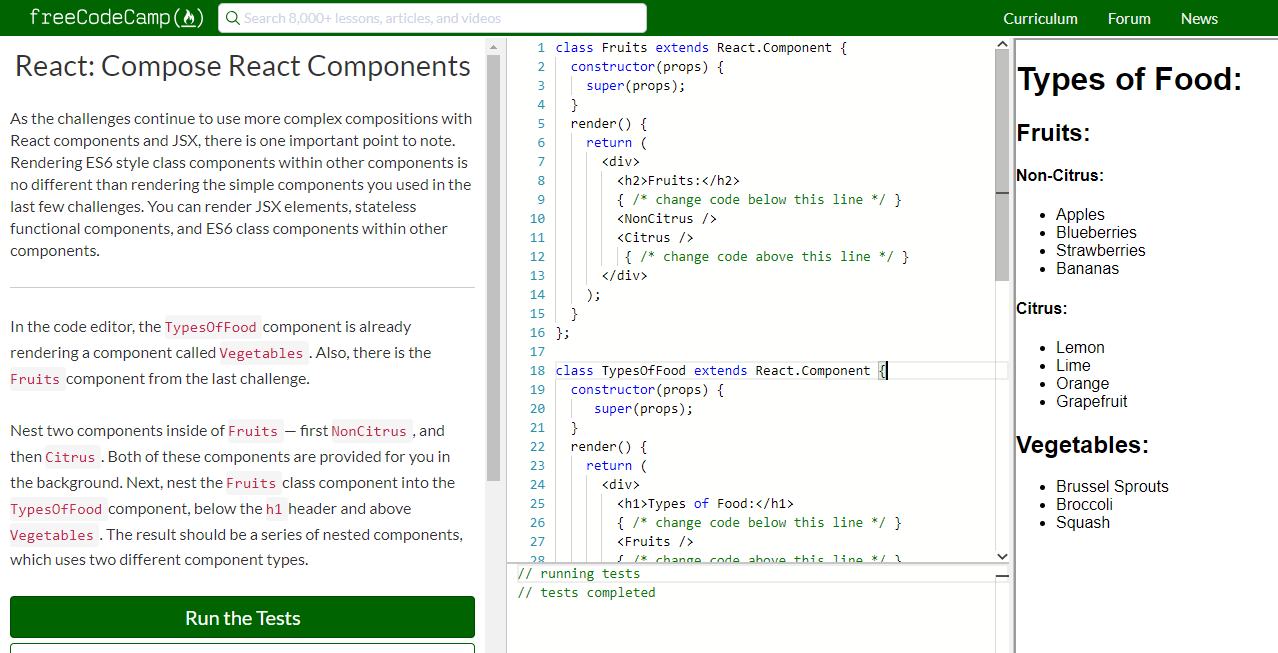 freeCodeCamp(🔥)
Search 8,000+ lessons, articles, and videos
Curriculum Forum News
React: Compose React Components
As the challenges continue to use more complex compositions with
React components and JSX, there is one important point to note.
Rendering ES6 style class components within other components is
no different than rendering the simple components you used in the
last few challenges. You can render JSX elements, stateless
functional components, and ES6 class components within other
components.
In the code editor, the TypesOfFood component is already
rendering a component called Vegetables . Also, there is the
Fruits component from the last challenge.
Nest two components inside of Fruits — first NonCitrus , and
then Citrus . Both of these components are provided for you in
the background. Next, nest the Fruits class component into the
TypesOfFood component, below the h1 header and above
Vegetables . The result should be a series of nested components,
which uses two different component types.
Run the Tests
1 class Fruits extends React.Component {
2 constructor(props) {
3 super(props);
4 }
5 render() {
6 return (
7 <div>
8 <h2>Fruits:</h2>
9 { /* change code below this line */ }
10 <NonCitrus />
11 <Citrus />
12 { /* change code above this line */ }
13 </div>
14 );
15 }
16 };
17
18 class TypesOfFood extends React.Component {
19 constructor(props) {
20 super(props);
21 }
22 render() {
23 return (
24 <div>
25 <h1>Types of Food:</h1>
26 { /* change code below this line */ }
27 <Fruits />
28 { /* change code above this line */ }
// running tests
// tests completed
Types of Food:
Fruits:
Non-Citrus:
• Apples
• Blueberries
• Strawberries
• Bananas
Citrus:
• Lemon
• Lime
• Orange
• Grapefruit
Vegetables:
• Brussel Sprouts
• Broccoli
• Squash